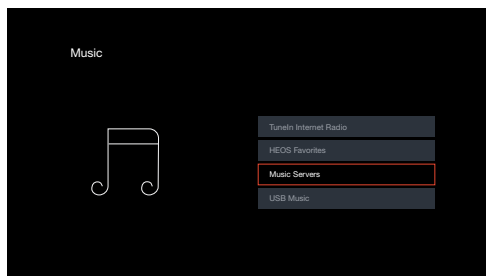 Music
TuneIn Internet Radio
HEOS Favorites
Music Servers
USB Music